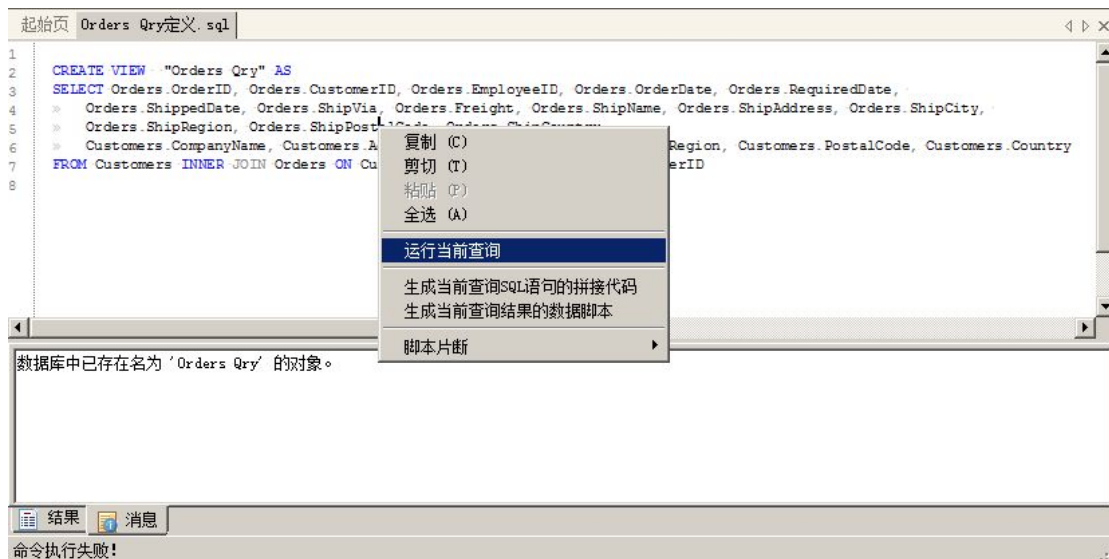 起始页 Orders Qry定义.sql
1
2 CREATE VIEW "Orders Qry" AS
3 SELECT Orders.OrderID, Orders.CustomerID, Orders.EmployeeID, Orders.OrderDate, Orders.RequiredDate,
4 Orders.ShippedDate, Orders.ShipVia, Orders.Freight, Orders.ShipName, Orders.ShipAddress, Orders.ShipCity,
5 Orders.ShipRegion, Orders.ShipPost
6 Customers.CompanyName, Customers.A Region, Customers.PostalCode, Customers.Country
7 FROM Customers INNER JOIN Orders ON Cu erID
8
复制 (C)
剪切 (T)
粘贴 (P)
全选 (A)
运行当前查询
生成当前查询SQL语句的拼接代码
生成当前查询结果的数据脚本
脚本片断
数据库中已存在名为 'Orders Qry' 的对象。
结果 消息
命令执行失败!